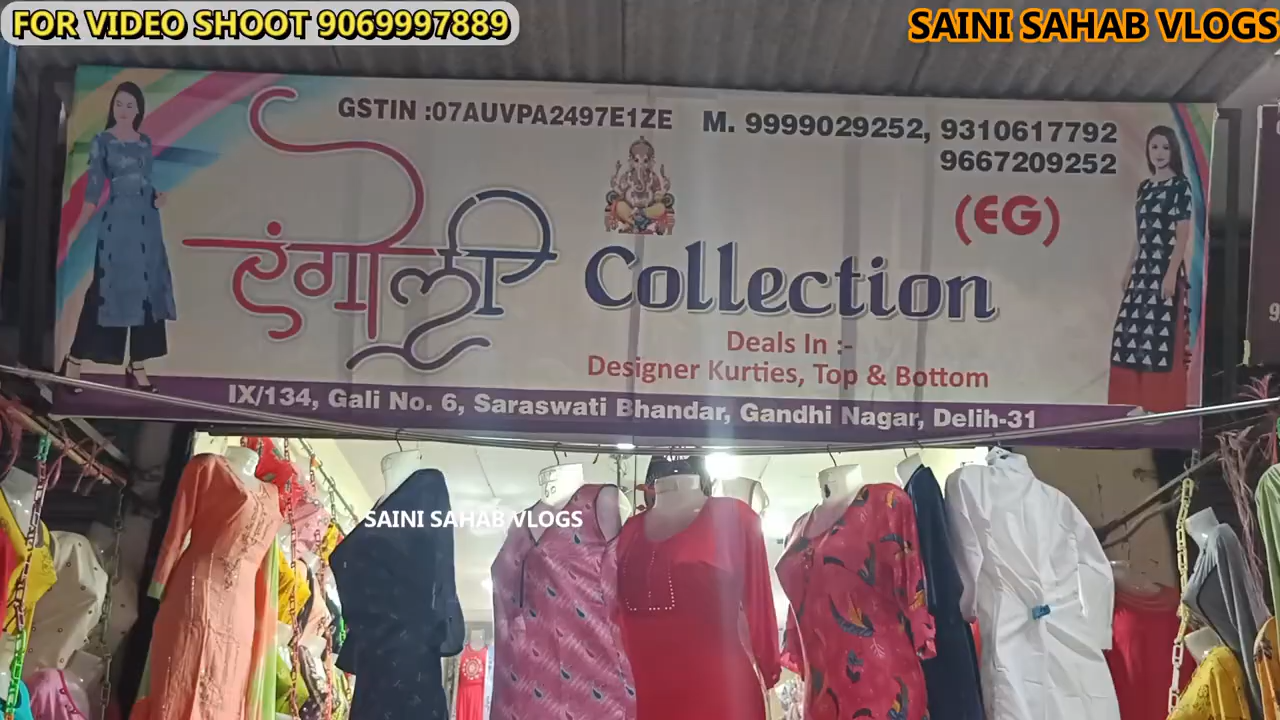 FOR VIDEO SHOOT 9069997889
SAINI SAHAB VLOGS
GSTIN :07AUVPA2497E1ZE
M. 9999029252, 9310617792
9667209252
(EG)
रंगोली Collection
Deals In :-
Designer Kurties, Top & Bottom
IX/134, Gali No. 6, Saraswati Bhandar, Gandhi Nagar, Delih-31
SAINI SAHAB VLOGS